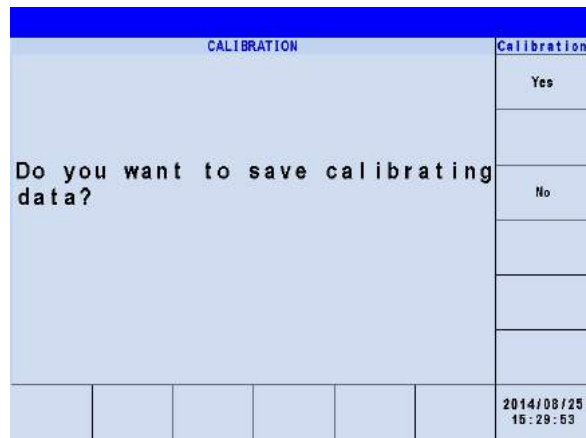 CALIBRATION
Calibration
Yes
Do you want to save calibrating
data?
No
2014/08/25
15:29:53